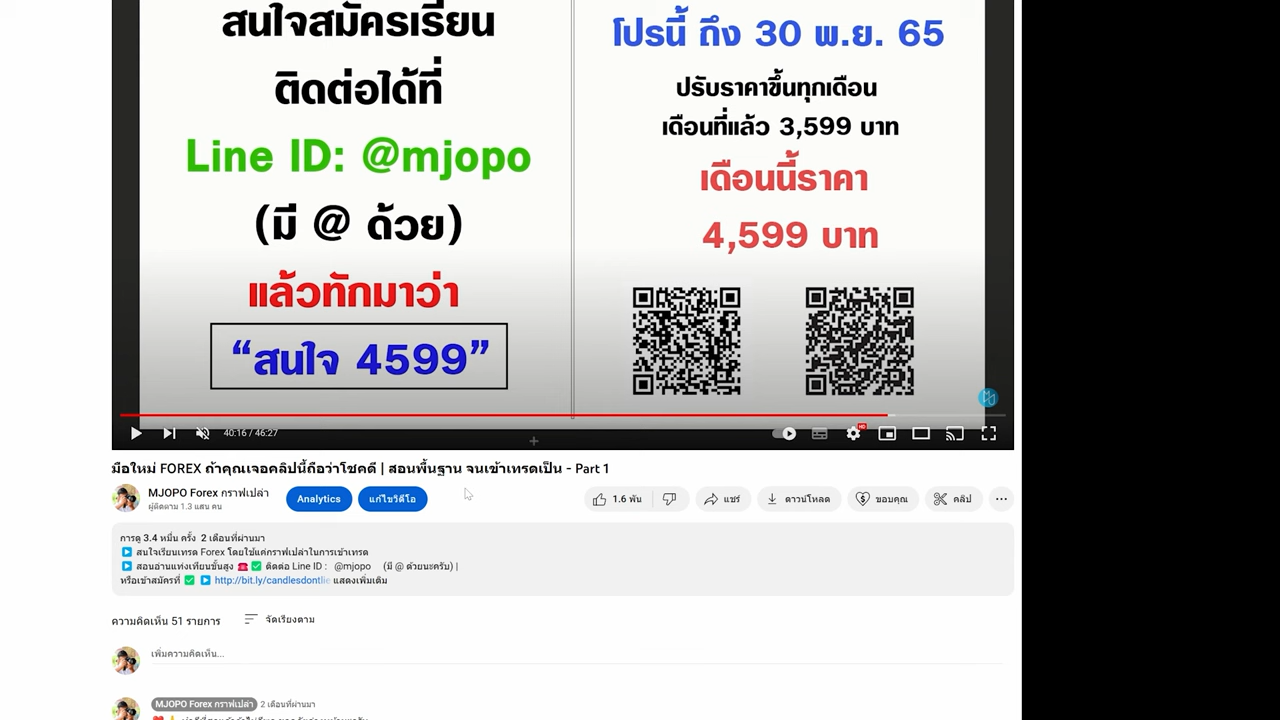 สนใจสมัครเรียน
ติดต่อได้ที่
Line ID: @mjopo
(มี @ ด้วย)
แล้วทักมาว่า
“สนใจ 4599”
โปรนี้ ถึง 30 พ.ย. 65
ปรับราคาขึ้นทุกเดือน
เดือนที่แล้ว 3,599 บาท
เดือนนี้ราคา
4,599 บาท
40:16 / 46:27
HD
มือใหม่ FOREX ถ้าคุณเจอคลิปนี้ถือว่าโชคดี | สอนพื้นฐาน จนเข้าเทรดเป็น - Part 1
MJOPO Forex กราฟเปล่า
ผู้ติดตาม 1.3 แสน คน
Analytics
แก้ไขวิดีโอ
1.6 พัน
แชร์
ดาวน์โหลด
ขอบคุณ
คลิป
การดู 3.4 หมื่น ครั้ง 2 เดือนที่ผ่านมา
สนใจเรียนเทรด Forex โดยใช้แค่กราฟเปล่าในการเข้าเทรด
สอนอ่านแท่งเทียนขั้นสูง ☎️ ✅ ติดต่อ Line ID : @mjopo (มี @ ด้วยนะครับ) |
หรือเข้าสมัครที่ ✅ ▶️ http://bit.ly/candlesdontlie แสดงเพิ่มเติม
ความคิดเห็น 51 รายการ
จัดเรียงตาม
เพิ่มความคิดเห็น...
MJOPO Forex กราฟเปล่า 2 เดือนที่ผ่านมา